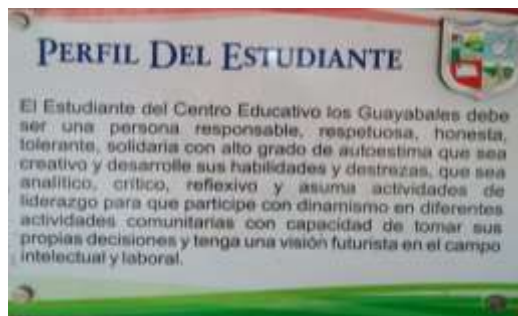 PERFIL DEL ESTUDIANTE
El Estudiante del Centro Educativo los Guayabales debe
ser una persona responsable, respetuosa, honesta,
tolerante, solidaria con alto grado de autoestima que sea
creativo y desarrolle sus habilidades y destrezas, que sea
analítico, crítico, reflexivo y asuma actividades de
liderazgo para que participe con dinamismo en diferentes
actividades comunitarias con capacidad de tomar sus
propias decisiones y tenga una visión futurista en el campo
intelectual y laboral.